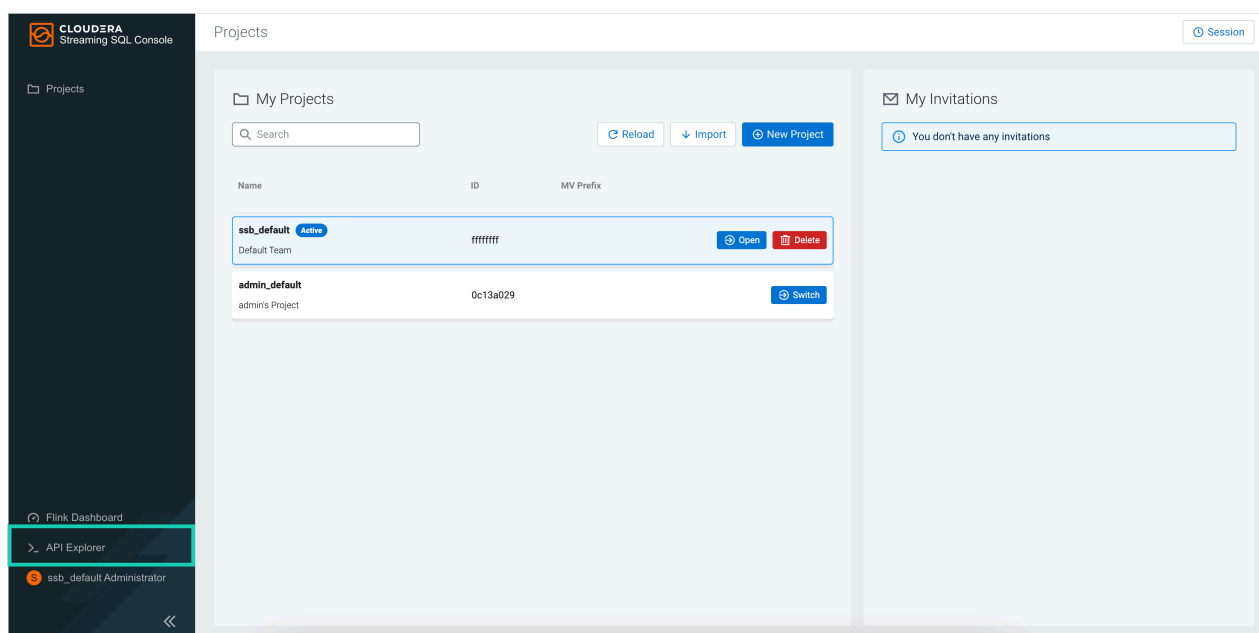 CLOUDERA
Streaming SQL Console
Projects
Session
Projects
My Projects
Search
Reload
Import
New Project
Name
ID
MV Prefix
ssb_default
Active
Default Team
ffffffff
Open
Delete
admin_default
admin's Project
0c13a029
Switch
My Invitations
You don't have any invitations
Flink Dashboard
API Explorer
S
ssb_default Administrator